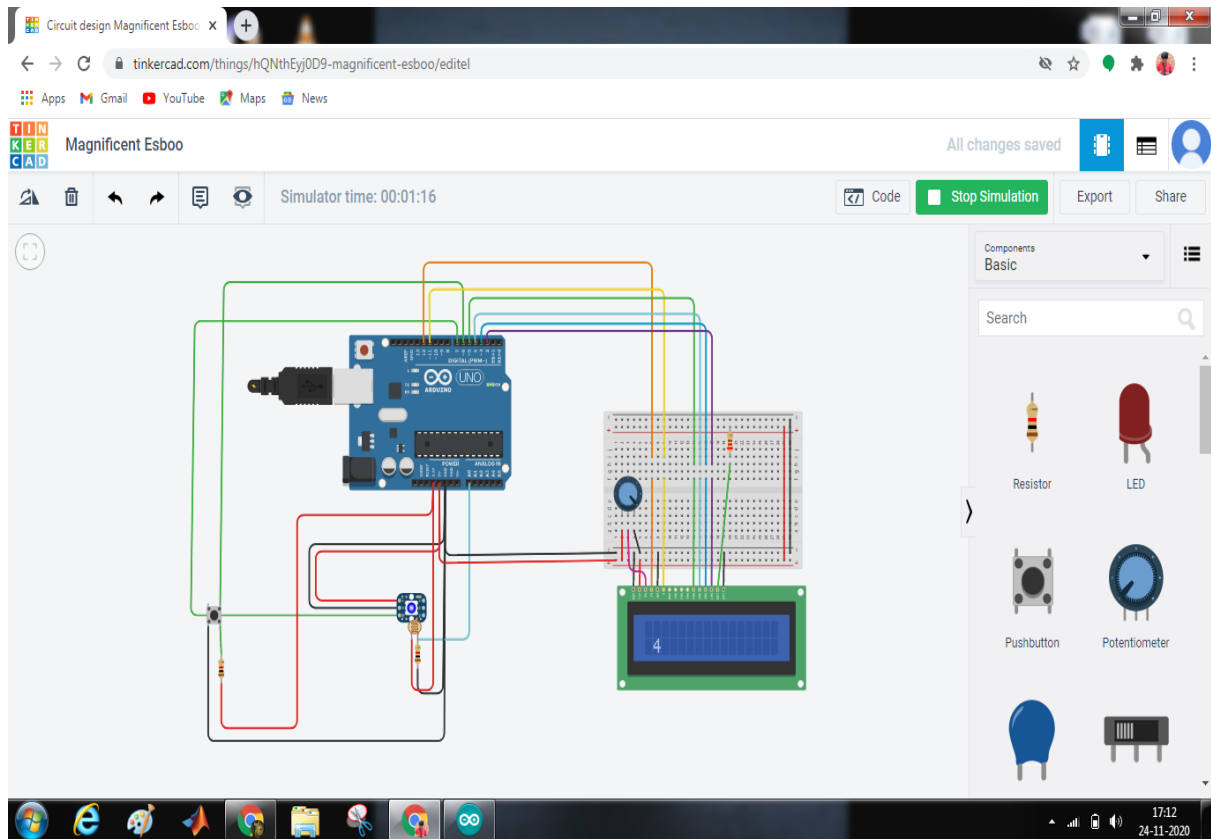 Circuit design Magnificent Esboo
tinkercad.com/things/hQNthEyj0D9-magnificent-esboo/editel
Apps Gmail YouTube Maps News
TIN
KER
CAD
Magnificent Esboo
All changes saved
Simulator time: 00:01:16
Code
Stop Simulation
Export
Share
Components
Basic
Search
DIGITAL (PWM~)
UNO
ARDUINO
POWER
ANALOG IN
4
Resistor
LED
Pushbutton
Potentiometer
17:12
24-11-2020